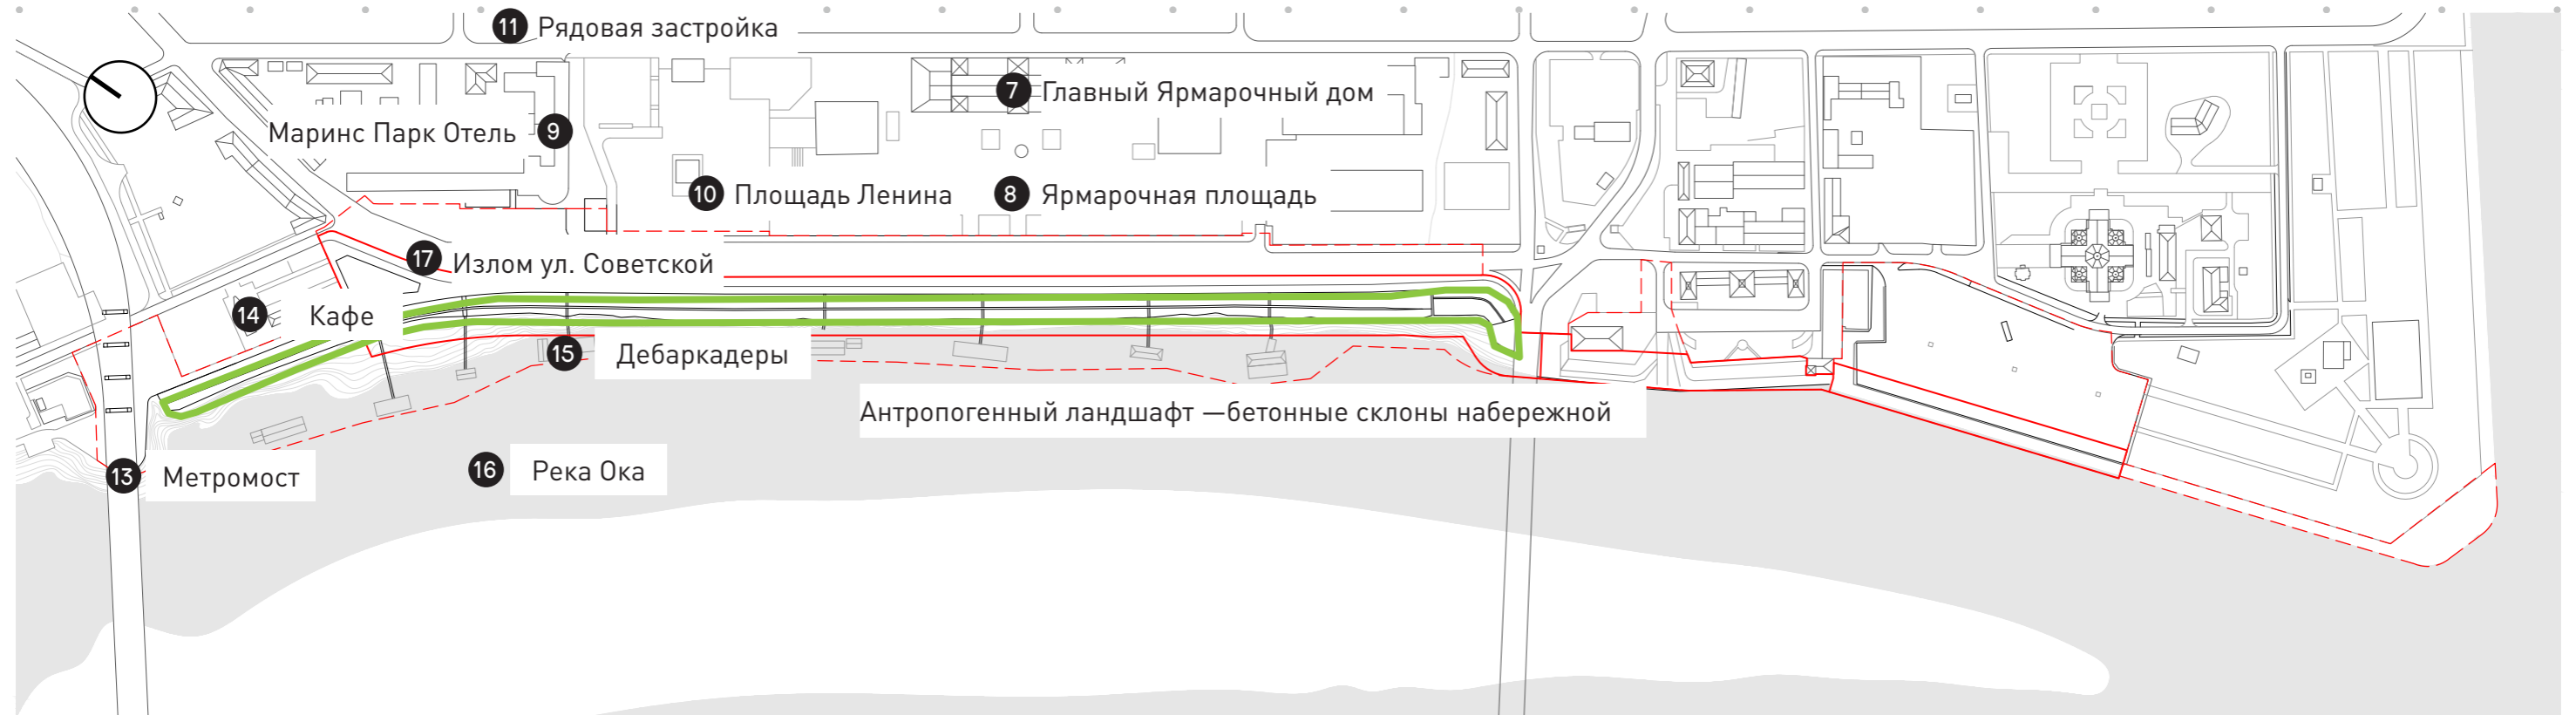 11 Рядовая застройка
7 Главный Ярмарочный дом
Маринс Парк Отель 9
10 Площадь Ленина
8 Ярмарочная площадь
17 Излом ул. Советской
14 Кафе
15 Дебаркадеры
Антропогенный ландшафт —бетонные склоны набережной
13 Метромост
16 Река Ока